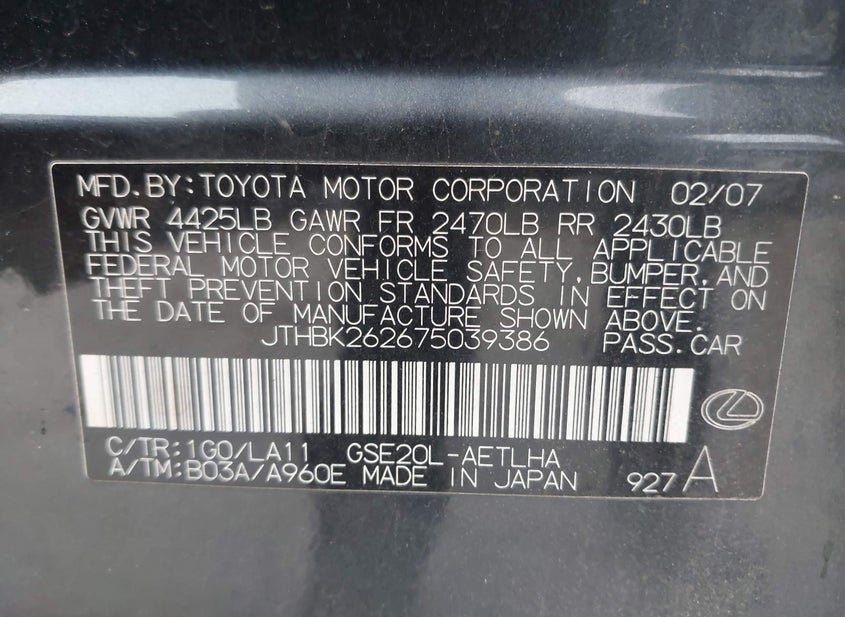 MFD.BY:TOYOTA MOTOR CORPORATION 02/07
GVWR 4425LB GAWR FR 2470LB RR 2430LB
THIS VEHICLE CONFORMS TO ALL APPLICABLE
FEDERAL MOTOR VEHICLE SAFETY,BUMPER,AND
THEFT PREVENTION STANDARDS IN EFFECT ON
THE DATE OF MANUFACTURE SHOWN ABOVE.
JTHBK262675039386 PASS.CAR
C/TR:1G0/LA11 GSE20L-AETLHA
A/TM:B03A/A960E MADE IN JAPAN 927 A